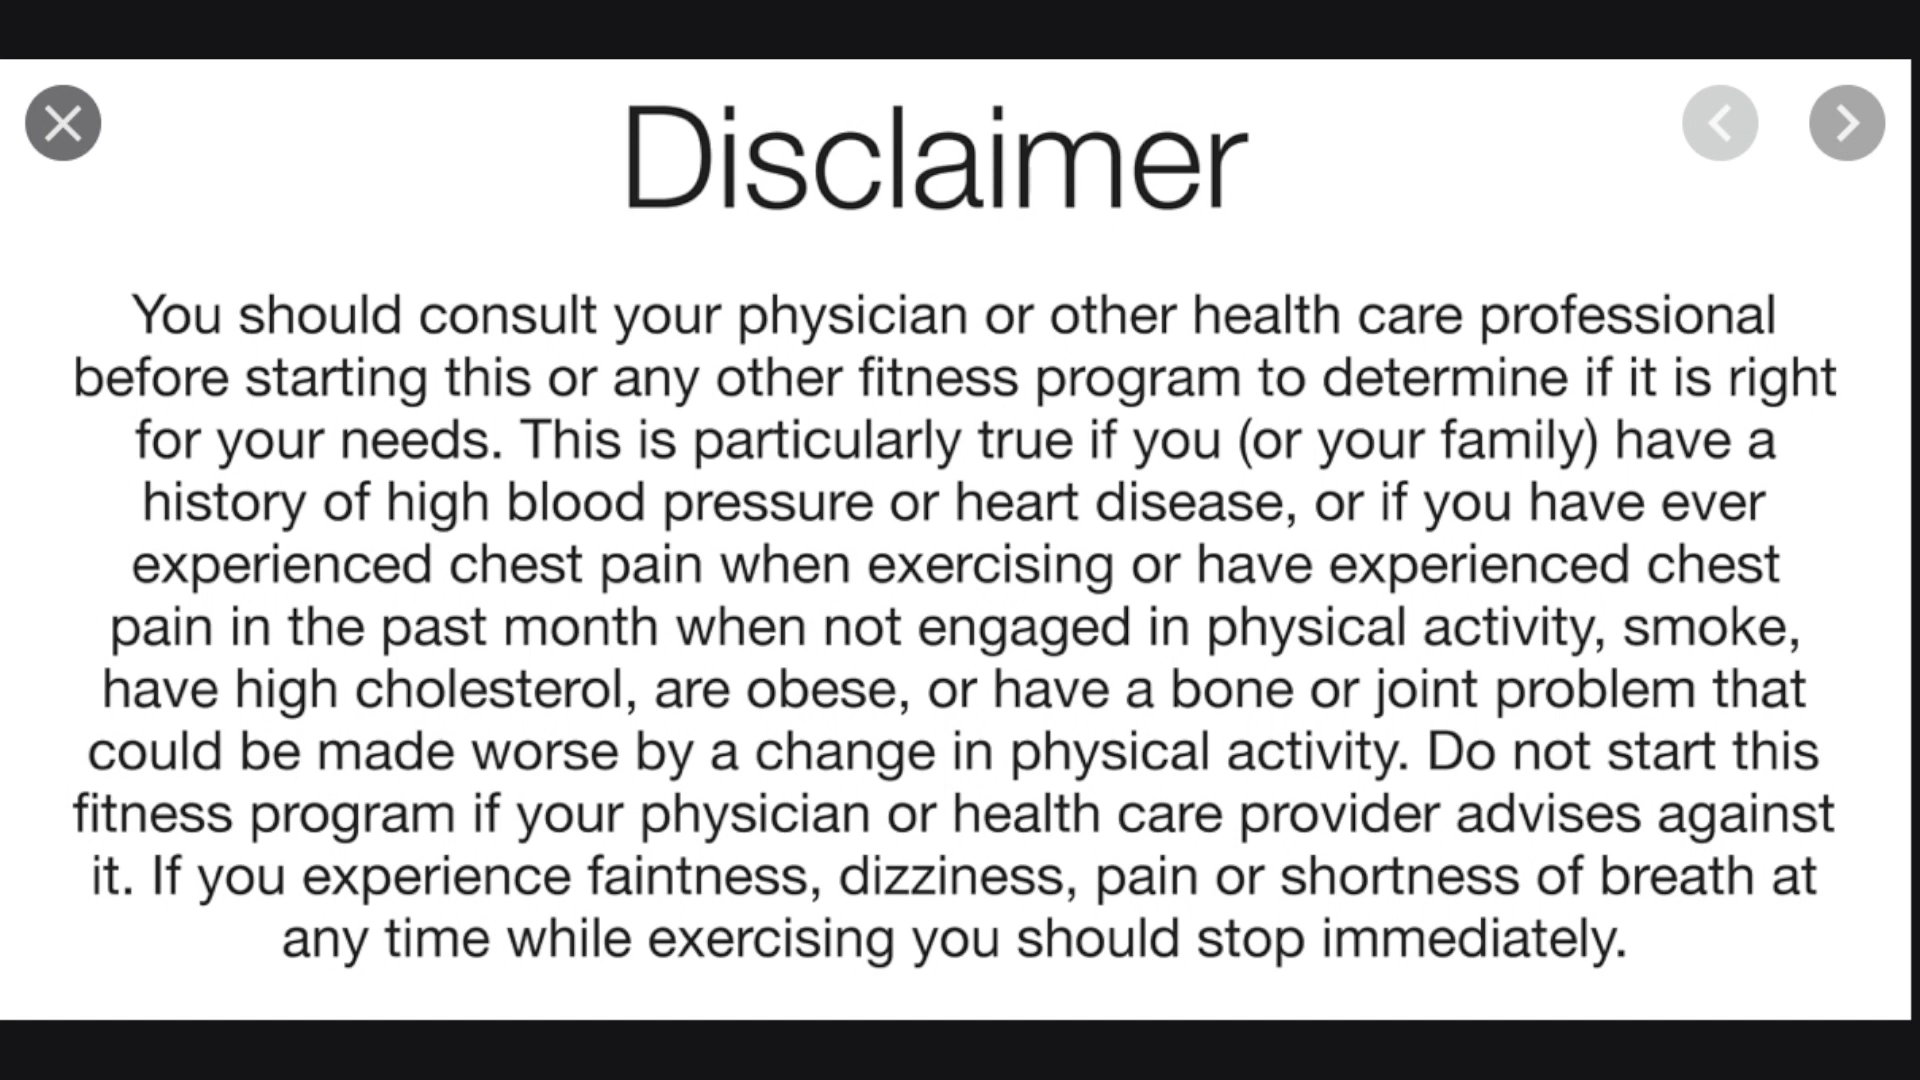 Disclaimer
You should consult your physician or other health care professional
before starting this or any other fitness program to determine if it is right
for your needs. This is particularly true if you (or your family) have a
history of high blood pressure or heart disease, or if you have ever
experienced chest pain when exercising or have experienced chest
pain in the past month when not engaged in physical activity, smoke,
have high cholesterol, are obese, or have a bone or joint problem that
could be made worse by a change in physical activity. Do not start this
fitness program if your physician or health care provider advises against
it. If you experience faintness, dizziness, pain or shortness of breath at
any time while exercising you should stop immediately.